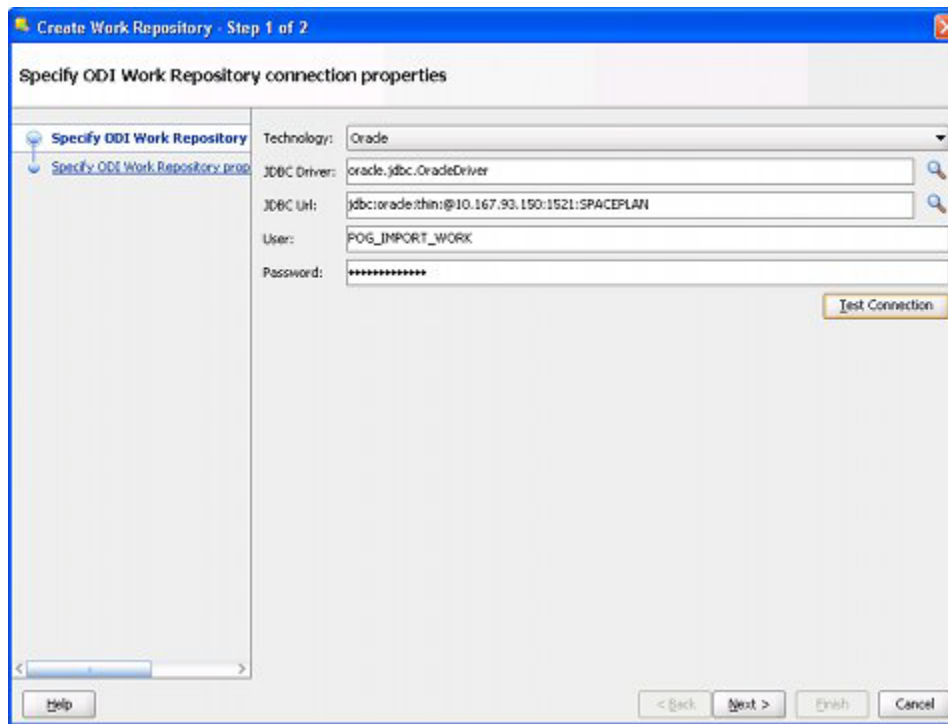 Create Work Repository - Step 1 of 2
Specify ODI Work Repository connection properties
Specify ODI Work Repository
Specify ODI Work Repository prop
Technology: Oracle
JDBC Driver: oracle.jdbc.OracleDriver
JDBC Url: jdbc:oracle:thin:@10.167.93.150:1521:SPACEPLAN
User: POG_IMPORT_WORK
Password: •••••••••••••
Test Connection
Help < Back Next > Finish Cancel